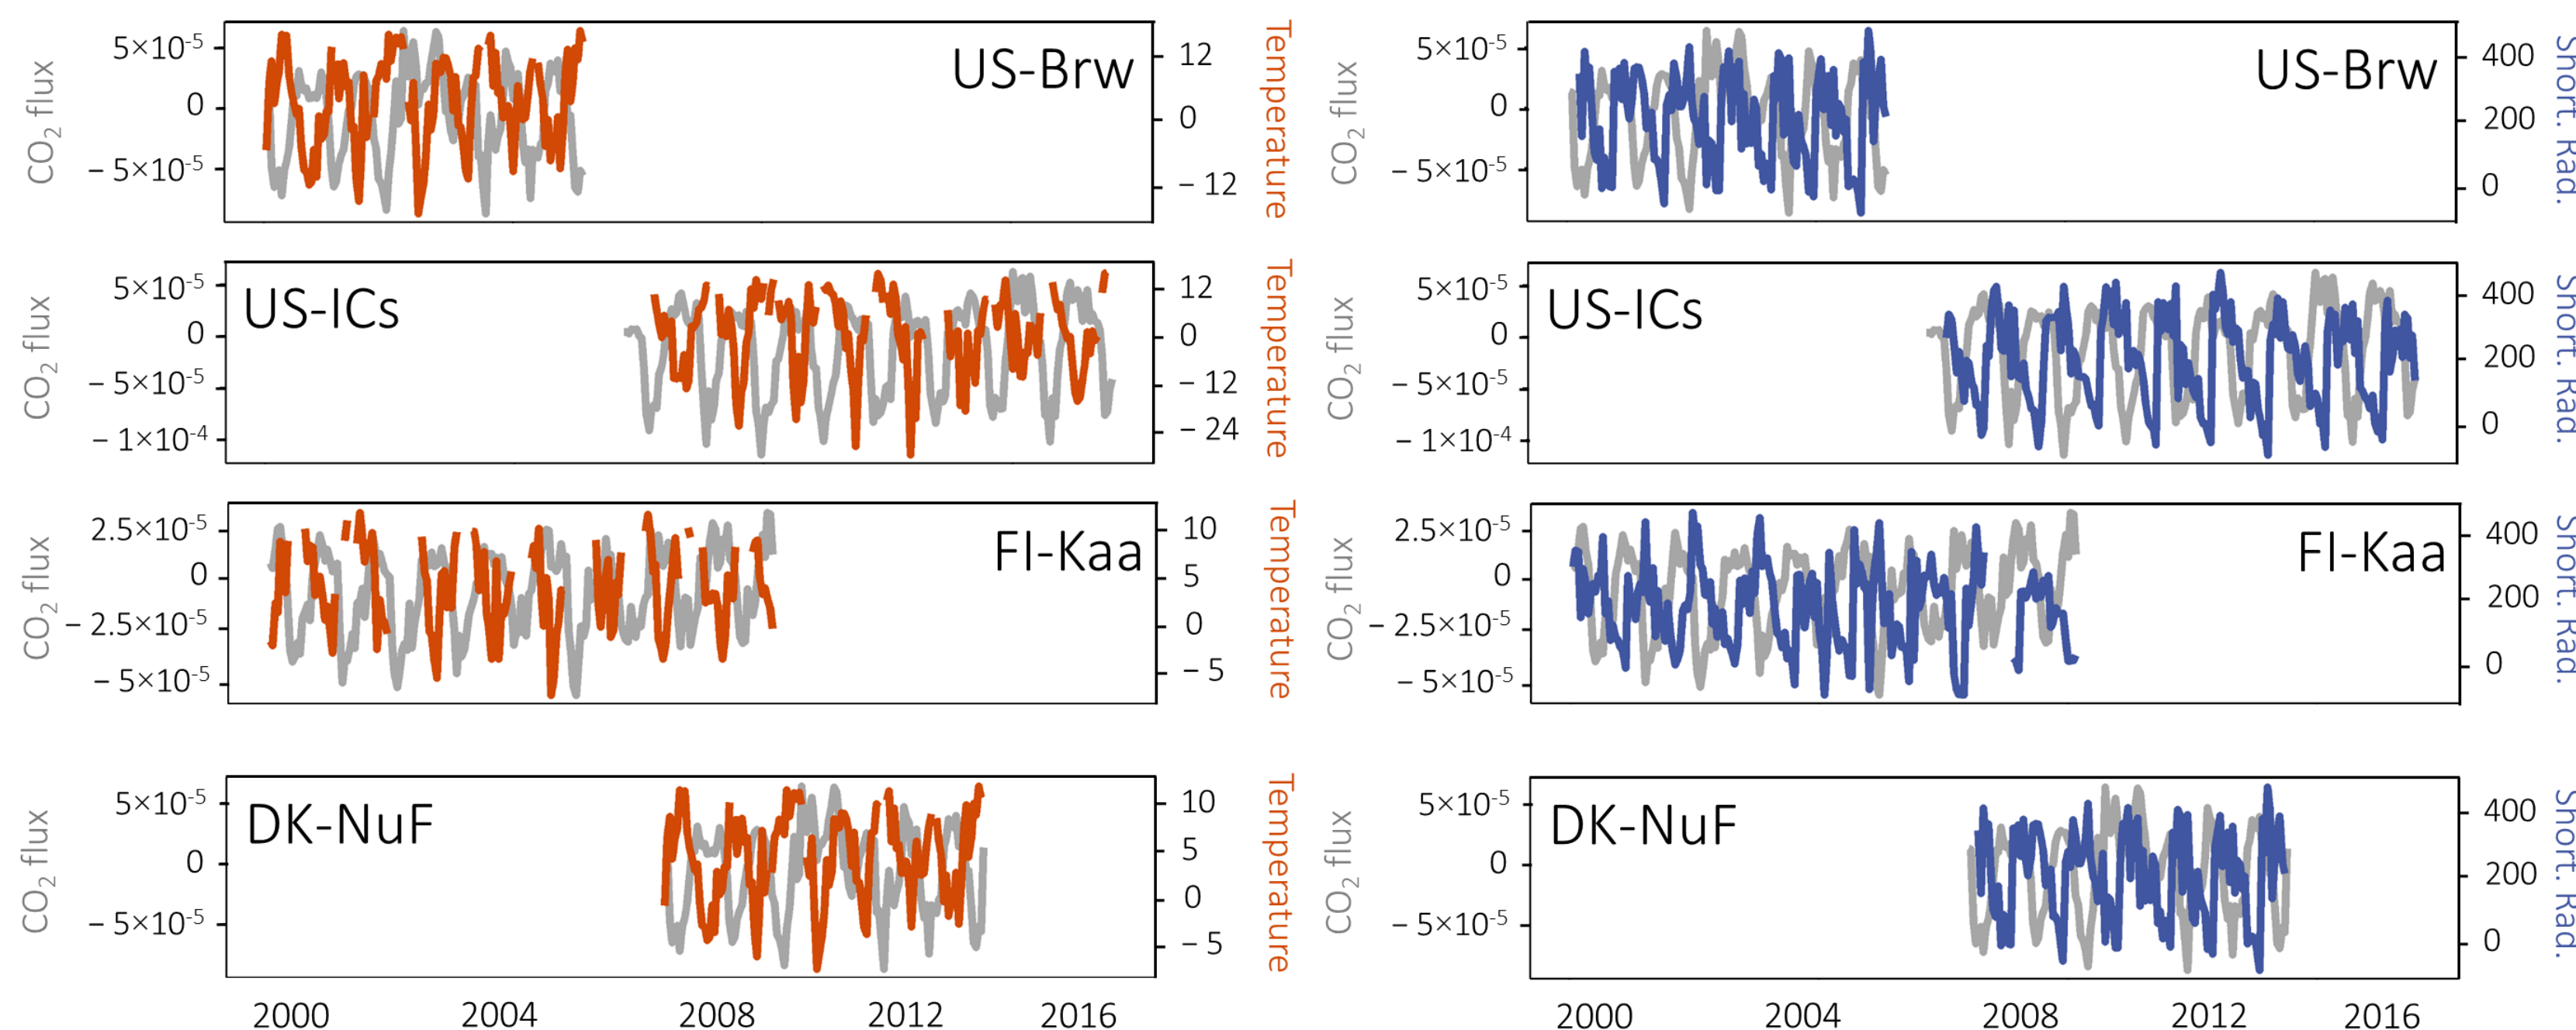 CO2 flux
5×10-5
0
− 5×10-5
US-Brw
12
0
− 12
Temperature
CO2 flux
5×10-5
0
− 5×10-5
US-Brw
400
200
0
Short. Rad.
CO2 flux
5×10-5
0
− 5×10-5
− 1×10-4
US-ICs
12
0
− 12
− 24
Temperature
CO2 flux
5×10-5
0
− 5×10-5
− 1×10-4
US-ICs
400
200
0
Short. Rad.
CO2 flux
2.5×10-5
0
− 2.5×10-5
− 5×10-5
FI-Kaa
10
5
0
− 5
Temperature
CO2 flux
2.5×10-5
0
− 2.5×10-5
− 5×10-5
FI-Kaa
400
200
0
Short. Rad.
CO2 flux
5×10-5
0
− 5×10-5
DK-NuF
10
5
0
− 5
Temperature
CO2 flux
5×10-5
0
− 5×10-5
DK-NuF
400
200
0
Short. Rad.
2000 2004 2008 2012 2016
2000 2004 2008 2012 2016